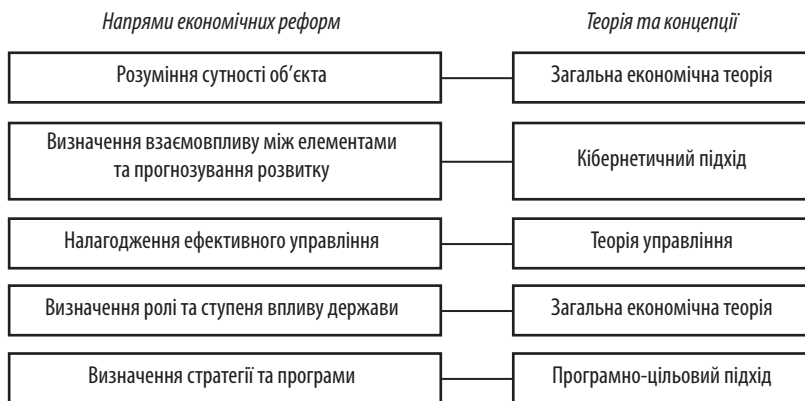 Напрями економічних реформ
Теорія та концепції
Розуміння сутності об’єкта
Загальна економічна теорія
Визначення взаємовпливу між елементами
та прогнозування розвитку
Кібернетичний підхід
Налагодження ефективного управління
Теорія управління
Визначення ролі та ступеня впливу держави
Загальна економічна теорія
Визначення стратегії та програми
Програмно-цільовий підхід